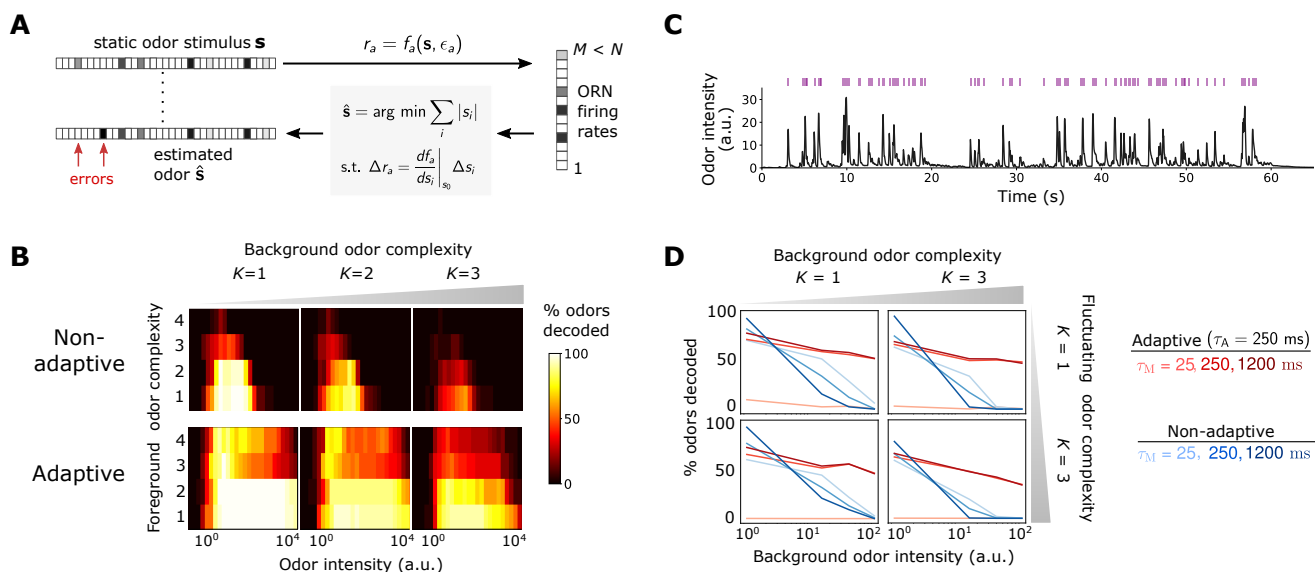 A
static odor stimulus s
r_a = f_a(s, ϵ_a)
M < N
ORN
firing
rates
1
ŝ = arg min ∑_i |s_i|
s.t. Δr_a = df_a/ds_i |_{s_0} Δs_i
estimated
odor ŝ
errors
B
Background odor complexity
K=1 K=2 K=3
Non-
adaptive
Adaptive
Foreground odor complexity
4
3
2
1
4
3
2
1
10^0 10^4 10^0 10^4 10^0 10^4
Odor intensity (a.u.)
% odors
decoded
100
50
0
C
Odor intensity
(a.u.)
30
20
10
0
0 10 20 30 40 50 60
Time (s)
D
Background odor complexity
K = 1 K = 3
% odors decoded
100
50
0
100
50
0
10^0 10^1 10^2 10^0 10^1 10^2
Background odor intensity (a.u.)
Fluctuating odor complexity
K = 1
K = 3
Adaptive (τ_A = 250 ms)
τ_M = 25, 250, 1200 ms
Non-adaptive
τ_M = 25, 250, 1200 ms